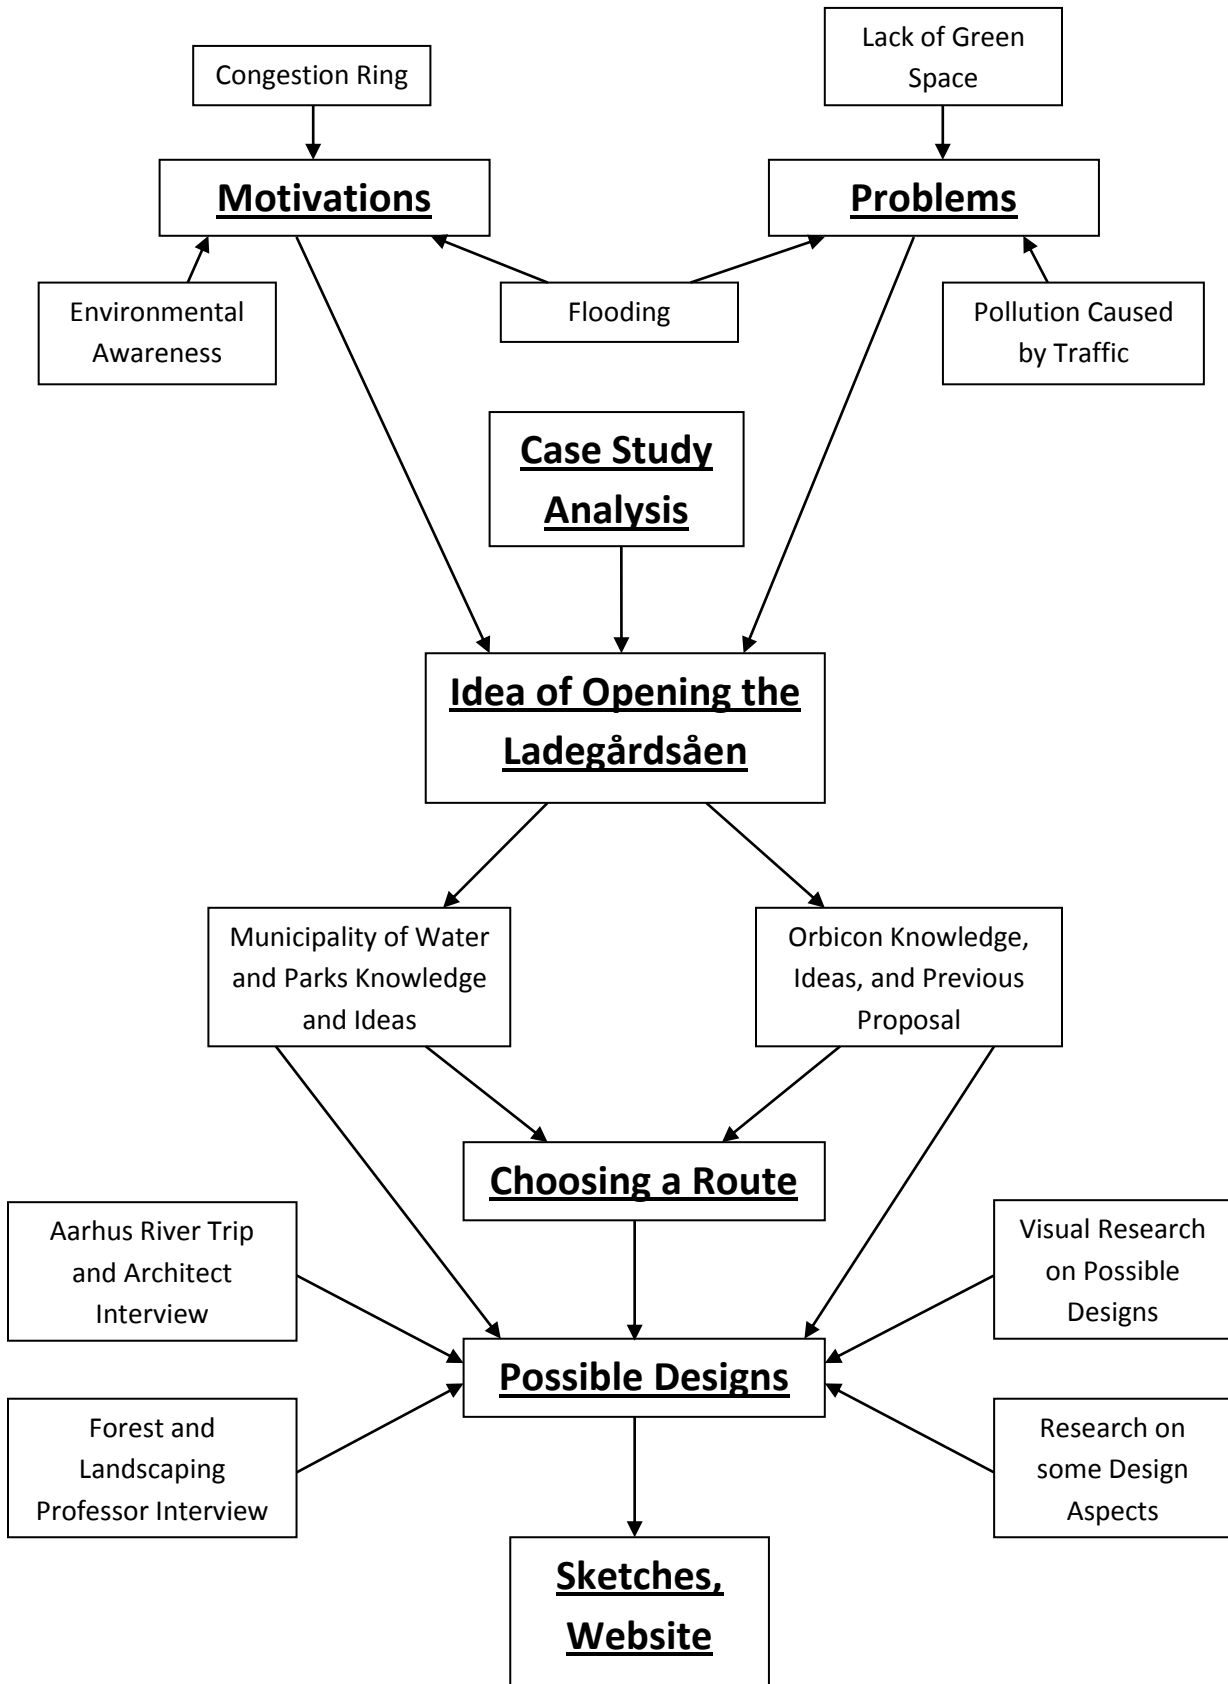 Congestion Ring
Lack of Green
Space
Motivations
Problems
Environmental
Awareness
Flooding
Pollution Caused
by Traffic
Case Study
Analysis
Idea of Opening the
Ladegårdsåen
Municipality of Water
and Parks Knowledge
and Ideas
Orbicon Knowledge,
Ideas, and Previous
Proposal
Choosing a Route
Aarhus River Trip
and Architect
Interview
Visual Research
on Possible
Designs
Possible Designs
Forest and
Landscaping
Professor Interview
Research on
some Design
Aspects
Sketches,
Website